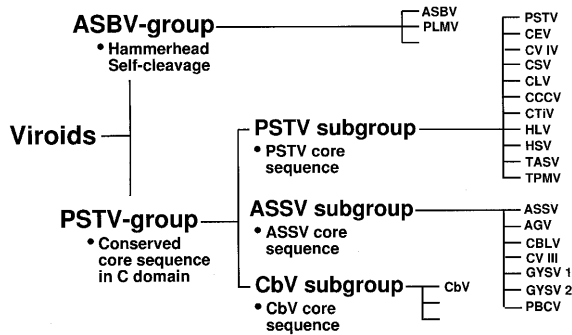 ASBV-group
• Hammerhead
Self-cleavage
ASBV
PLMV
Viroids
PSTV-group
• Conserved
core sequence
in C domain
PSTV subgroup
• PSTV core
sequence
PSTV
CEV
CV IV
CSV
CLV
CCCV
CTiV
HLV
HSV
TASV
TPMV
ASSV subgroup
• ASSV core
sequence
ASSV
AGV
CBLV
CV III
GYSV 1
GYSV 2
PBCV
CbV subgroup
• CbV core
sequence
CbV